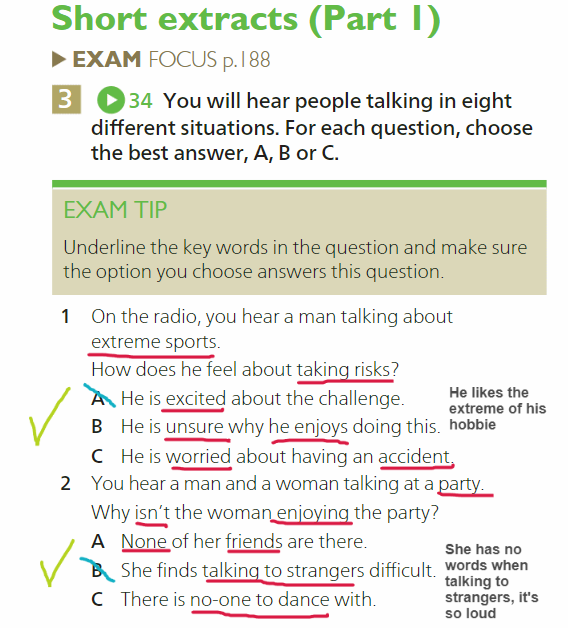 Short extracts (Part 1)
▶ EXAM FOCUS p.188
3 34 You will hear people talking in eight
different situations. For each question, choose
the best answer, A, B or C.
EXAM TIP
Underline the key words in the question and make sure
the option you choose answers this question.
1 On the radio, you hear a man talking about
extreme sports.
How does he feel about taking risks?
A He is excited about the challenge.
B He is unsure why he enjoys doing this.
C He is worried about having an accident.
He likes the
extreme of his
hobbie
2 You hear a man and a woman talking at a party.
Why isn't the woman enjoying the party?
A None of her friends are there.
B She finds talking to strangers difficult.
C There is no-one to dance with.
She has no
words when
talking to
strangers, it's
so loud